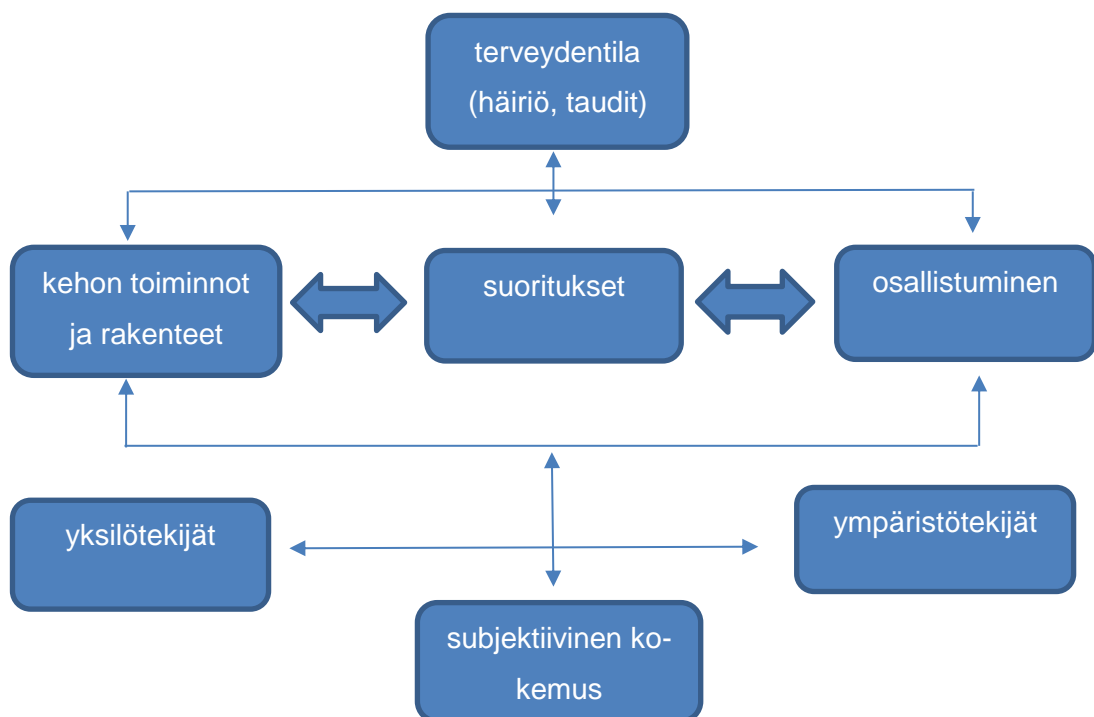 terveydentila
(häiriö, taudit)
kehon toiminnot
ja rakenteet
suoritukset
osallistuminen
yksilötekijät
ympäristötekijät
subjektiivinen ko-
kemus